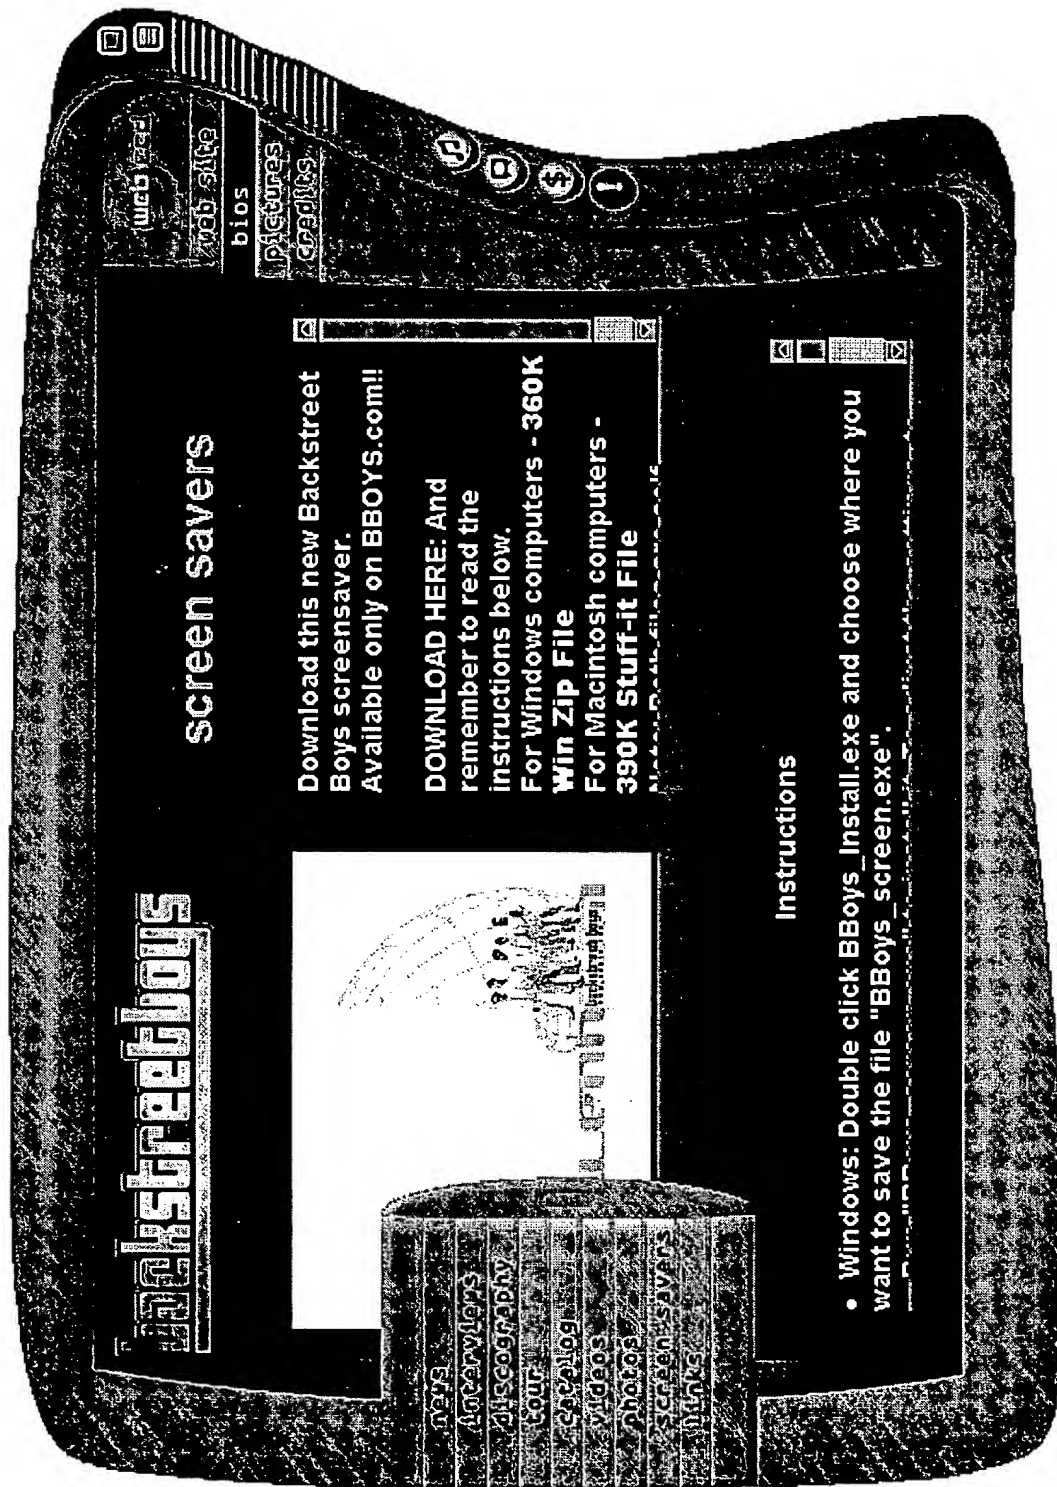 backstreetboys
screen savers
web site
bios
pictures
credits
Download this new Backstreet
Boys screensaver.
Available only on BBOYS.com!!
DOWNLOAD HERE: And
remember to read the
instructions below.
For Windows computers - 360K
Win Zip File
For Macintosh computers -
390K Stuff-it File
news
interviews
discography
tour
catalog
videos
photos
screen savers
links
Instructions
• Windows: Double click BBoys_Install.exe and choose where you
want to save the file "BBoys_screen.exe".